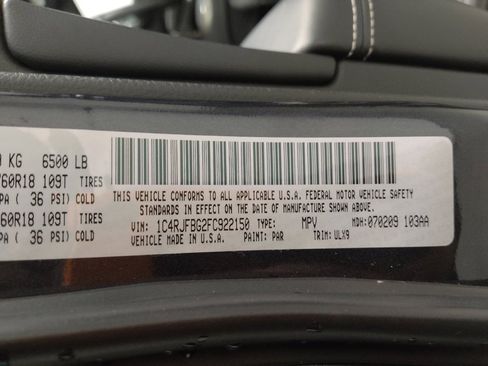 KG 6500 LB
60R18 109T TIRES
PA ( 36 PSI) COLD
60R18 109T TIRES
PA ( 36 PSI) COLD
THIS VEHICLE CONFORMS TO ALL APPLICABLE U.S.A. FEDERAL MOTOR VEHICLE SAFETY
STANDARDS IN EFFECT ON THE DATE OF MANUFACTURE SHOWN ABOVE.
VIN: 1C4RJFBG2FC922150 TYPE: MPV MDH: 070209 103AA
VEHICLE MADE IN U.S.A. PAINT: PAR TRIM: ULX9